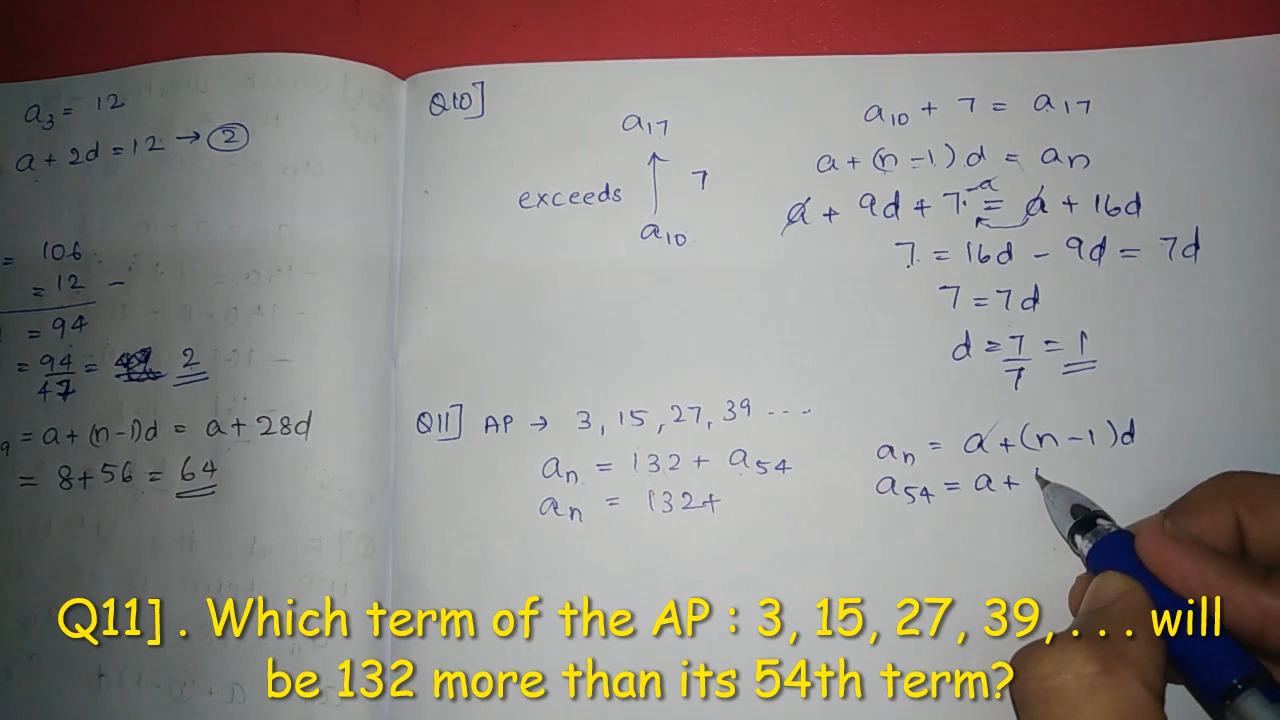 a3 = 12
a + 2d = 12 → 2
= 106
= 12 -
= 94
= 94/47 = 2
9 = a + (n-1)d = a + 28d
= 8 + 56 = 64
Q10]
a17
exceeds 7
a10
a10 + 7 = a17
a + (n-1)d = an
a + 9d + 7 = a + 16d
-a
7 = 16d - 9d = 7d
7 = 7d
d = 7/7 = 1
Q11] AP → 3, 15, 27, 39 ...
an = 132 + a54
an = 132+
an = a + (n-1)d
a54 = a +
Q11] . Which term of the AP : 3, 15, 27, 39, . . . will
be 132 more than its 54th term?